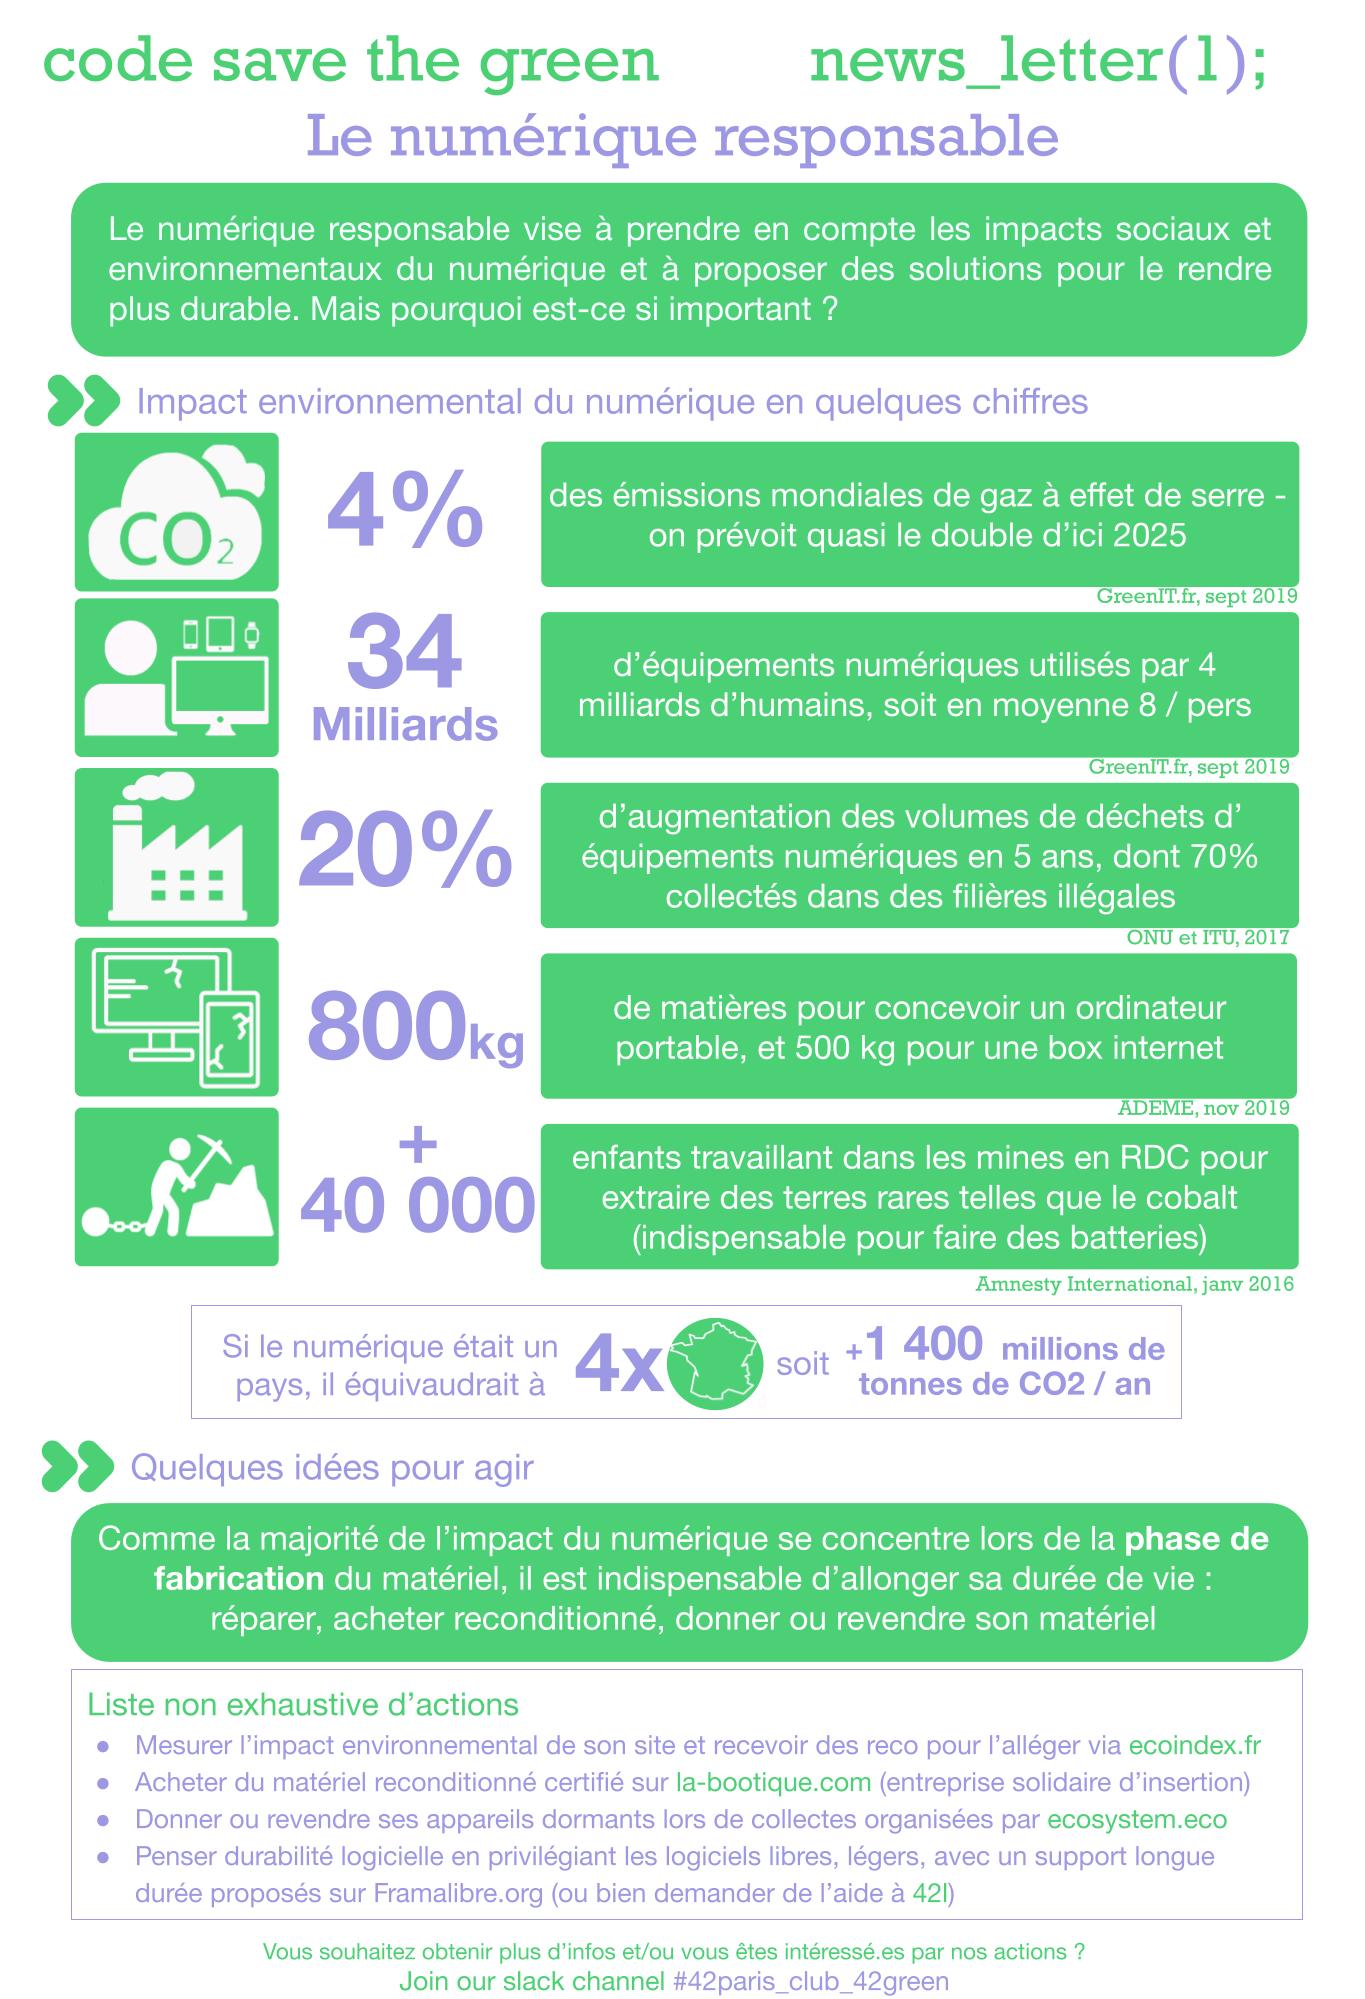 code save the green news_letter(1);
Le numérique responsable
Le numérique responsable vise à prendre en compte les impacts sociaux et
environnementaux du numérique et à proposer des solutions pour le rendre
plus durable. Mais pourquoi est-ce si important ?
Impact environnemental du numérique en quelques chiffres
CO2
4%
des émissions mondiales de gaz à effet de serre -
on prévoit quasi le double d'ici 2025
GreenIT.fr, sept 2019
34
Milliards
d'équipements numériques utilisés par 4
milliards d'humains, soit en moyenne 8 / pers
GreenIT.fr, sept 2019
20%
d'augmentation des volumes de déchets d'
équipements numériques en 5 ans, dont 70%
collectés dans des filières illégales
ONU et ITU, 2017
800kg
de matières pour concevoir un ordinateur
portable, et 500 kg pour une box internet
ADEME, nov 2019
+
40 000
enfants travaillant dans les mines en RDC pour
extraire des terres rares telles que le cobalt
(indispensable pour faire des batteries)
Amnesty International, janv 2016
Si le numérique était un
pays, il équivaudrait à
4x
soit
+1 400 millions de
tonnes de CO2 / an
Quelques idées pour agir
Comme la majorité de l'impact du numérique se concentre lors de la phase de
fabrication du matériel, il est indispensable d'allonger sa durée de vie :
réparer, acheter reconditionné, donner ou revendre son matériel
Liste non exhaustive d'actions
● Mesurer l'impact environnemental de son site et recevoir des reco pour l'alléger via ecoindex.fr
● Acheter du matériel reconditionné certifié sur la-bootique.com (entreprise solidaire d'insertion)
● Donner ou revendre ses appareils dormants lors de collectes organisées par ecosystem.eco
● Penser durabilité logicielle en privilégiant les logiciels libres, légers, avec un support longue
durée proposés sur Framalibre.org (ou bien demander de l'aide à 42l)
Vous souhaitez obtenir plus d'infos et/ou vous êtes intéressé.es par nos actions ?
Join our slack channel #42paris_club_42green